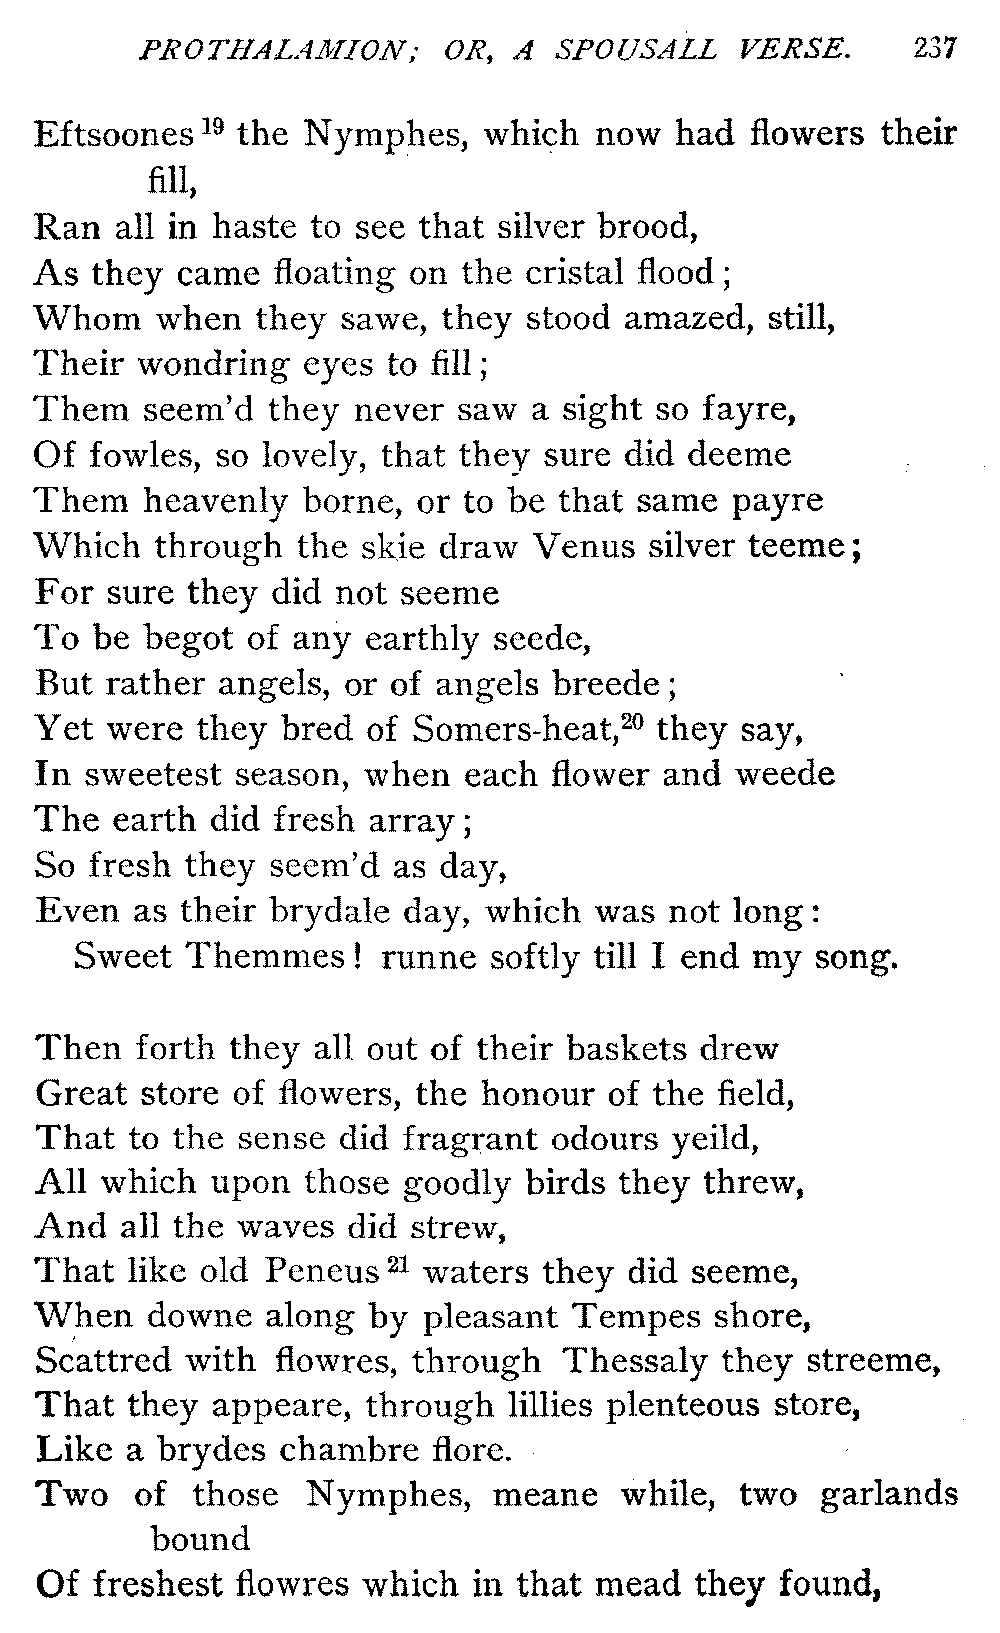 PROTHALAMION; OR, A SPOUSALL VERSE. 237
Eftsoones 19 the Nymphes, which now had flowers their
fill,
Ran all in haste to see that silver brood,
As they came floating on the cristal flood;
Whom when they sawe, they stood amazed, still,
Their wondring eyes to fill;
Them seem'd they never saw a sight so fayre,
Of fowles, so lovely, that they sure did deeme
Them heavenly borne, or to be that same payre
Which through the skie draw Venus silver teeme;
For sure they did not seeme
To be begot of any earthly seede,
But rather angels, or of angels breede;
Yet were they bred of Somers-heat,20 they say,
In sweetest season, when each flower and weede
The earth did fresh array;
So fresh they seem'd as day,
Even as their brydale day, which was not long:
Sweet Themmes! runne softly till I end my song.

Then forth they all out of their baskets drew
Great store of flowers, the honour of the field,
That to the sense did fragrant odours yeild,
All which upon those goodly birds they threw,
And all the waves did strew,
That like old Peneus 21 waters they did seeme,
When downe along by pleasant Tempes shore,
Scattred with flowres, through Thessaly they streeme,
That they appeare, through lillies plenteous store,
Like a brydes chambre flore.
Two of those Nymphes, meane while, two garlands
bound
Of freshest flowres which in that mead they found,